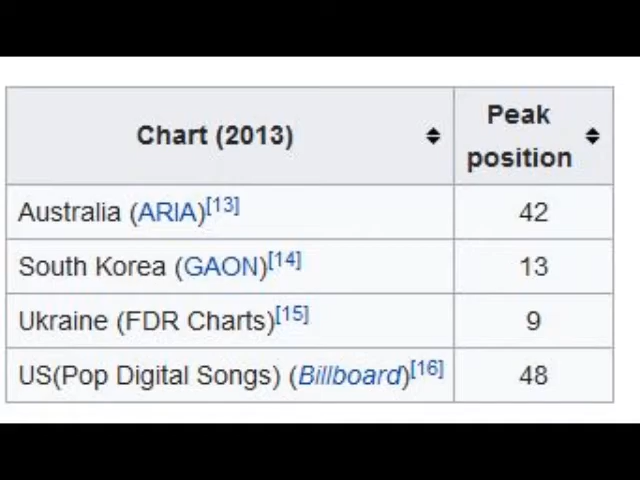 Chart (2013)
Peak
position
Australia (ARIA)[13] 42
South Korea (GAON)[14] 13
Ukraine (FDR Charts)[15] 9
US(Pop Digital Songs) (Billboard)[16] 48